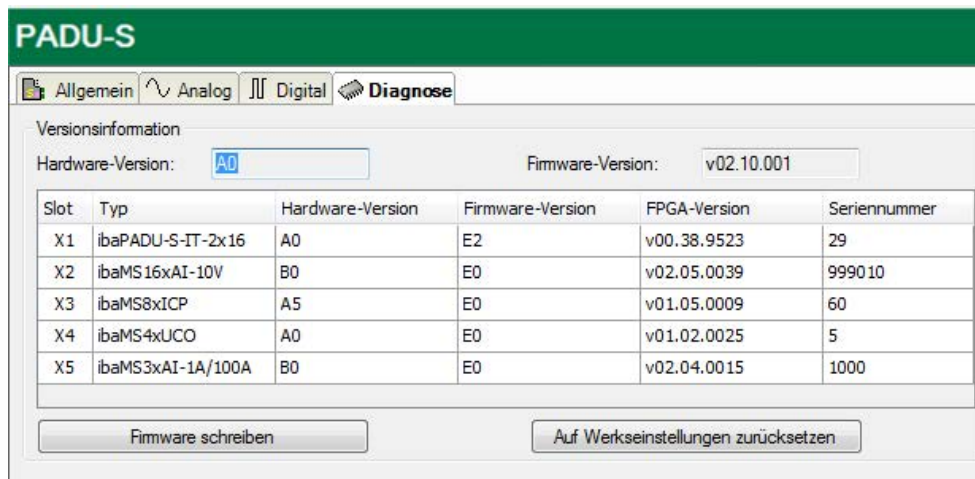 PADU-S
Allgemein Analog Digital Diagnose
Versionsinformation
Hardware-Version: A0 Firmware-Version: v02.10.001
Slot Typ Hardware-Version Firmware-Version FPGA-Version Seriennummer
X1 ibaPADU-S-IT-2x16 A0 E2 v00.38.9523 29
X2 ibaMS16xAI-10V B0 E0 v02.05.0039 999010
X3 ibaMS8xICP A5 E0 v01.05.0009 60
X4 ibaMS4xUCO A0 E0 v01.02.0025 5
X5 ibaMS3xAI-1A/100A B0 E0 v02.04.0015 1000
Firmware schreiben Auf Werkseinstellungen zurücksetzen